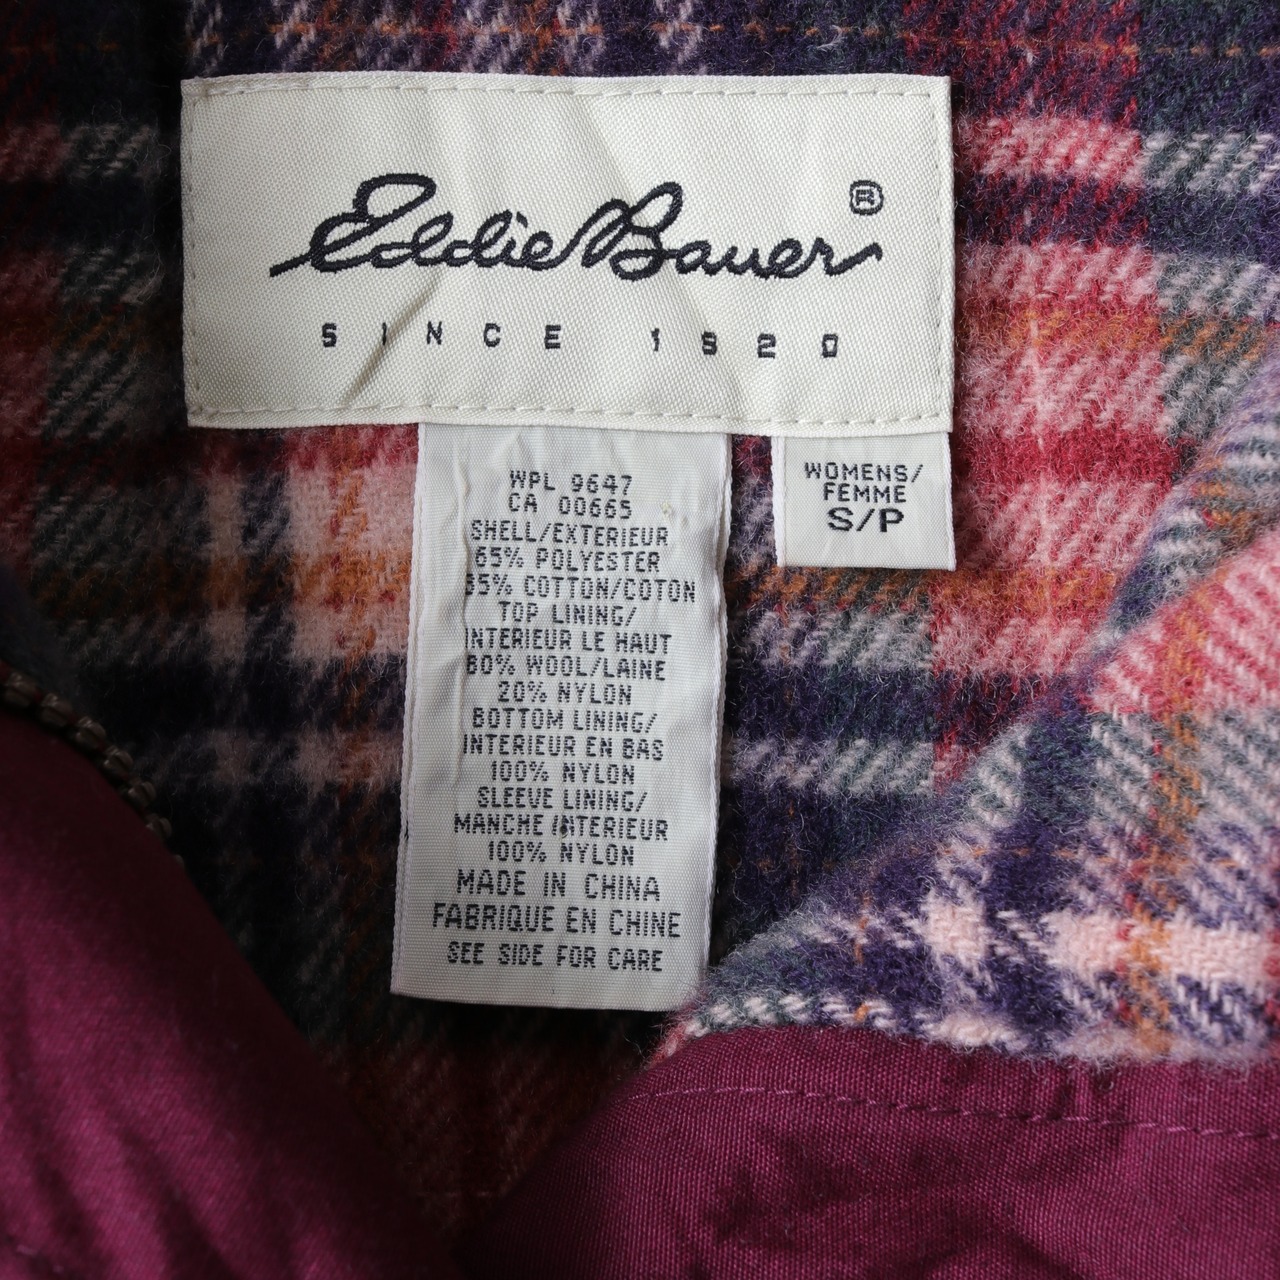 Eddie Bauer ®
SINCE 1920
WPL 9647
CA 00665
SHELL/EXTERIEUR
65% POLYESTER
35% COTTON/COTON
TOP LINING/
INTERIEUR LE HAUT
80% WOOL/LAINE
20% NYLON
BOTTOM LINING/
INTERIEUR EN BAS
100% NYLON
SLEEVE LINING/
MANCHE INTERIEUR
100% NYLON
MADE IN CHINA
FABRIQUE EN CHINE
SEE SIDE FOR CARE
WOMENS/
FEMME
S/P